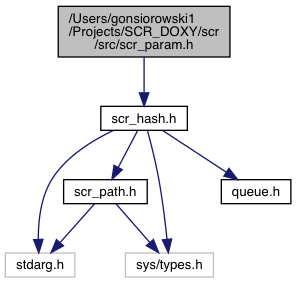 /Users/gonsiorowski1
/Projects/SCR_DOXY/scr
/src/scr_param.h
scr_hash.h
scr_path.h
queue.h
stdarg.h
sys/types.h